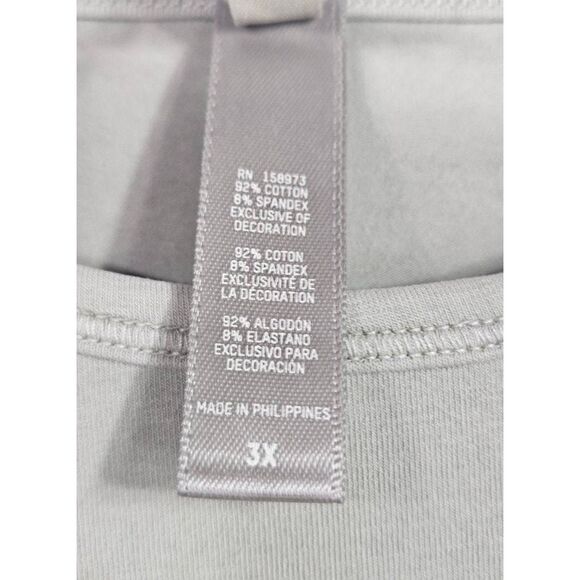 RN 158973
92% COTTON
8% SPANDEX
EXCLUSIVE OF
DECORATION
92% COTON
8% SPANDEX
EXCLUSIVITÉ DE
LA DÉCORATION
92% ALGODÓN
8% ELASTANO
EXCLUSIVO PARA
DECORACIÓN
MADE IN PHILIPPINES
3X